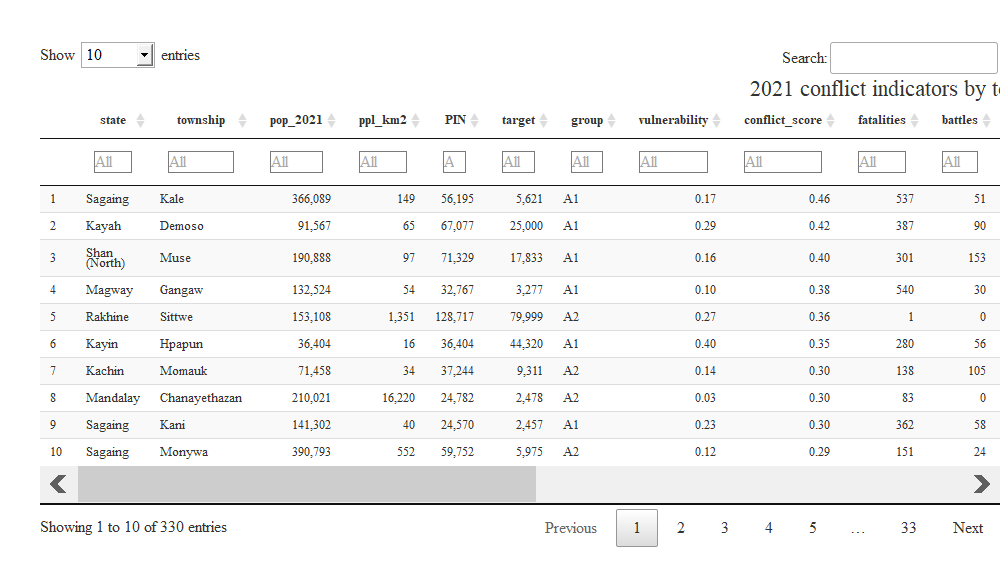 Show 10 entries
Search:
2021 conflict indicators by t
state township pop_2021 ppl_km2 PIN target group vulnerability conflict_score fatalities battles
All All All All A All All All All All All
1 Sagaing Kale 366,089 149 56,195 5,621 A1 0.17 0.46 537 51
2 Kayah Demoso 91,567 65 67,077 25,000 A1 0.29 0.42 387 90
3 Shan (North) Muse 190,888 97 71,329 17,833 A1 0.16 0.40 301 153
4 Magway Gangaw 132,524 54 32,767 3,277 A1 0.10 0.38 540 30
5 Rakhine Sittwe 153,108 1,351 128,717 79,999 A2 0.27 0.36 1 0
6 Kayin Hpapun 36,404 16 36,404 44,320 A1 0.40 0.35 280 56
7 Kachin Momauk 71,458 34 37,244 9,311 A2 0.14 0.30 138 105
8 Mandalay Chanayethazan 210,021 16,220 24,782 2,478 A2 0.03 0.30 83 0
9 Sagaing Kani 141,302 40 24,570 2,457 A1 0.23 0.30 362 58
10 Sagaing Monywa 390,793 552 59,752 5,975 A2 0.12 0.29 151 24
Showing 1 to 10 of 330 entries
Previous 1 2 3 4 5 … 33 Next